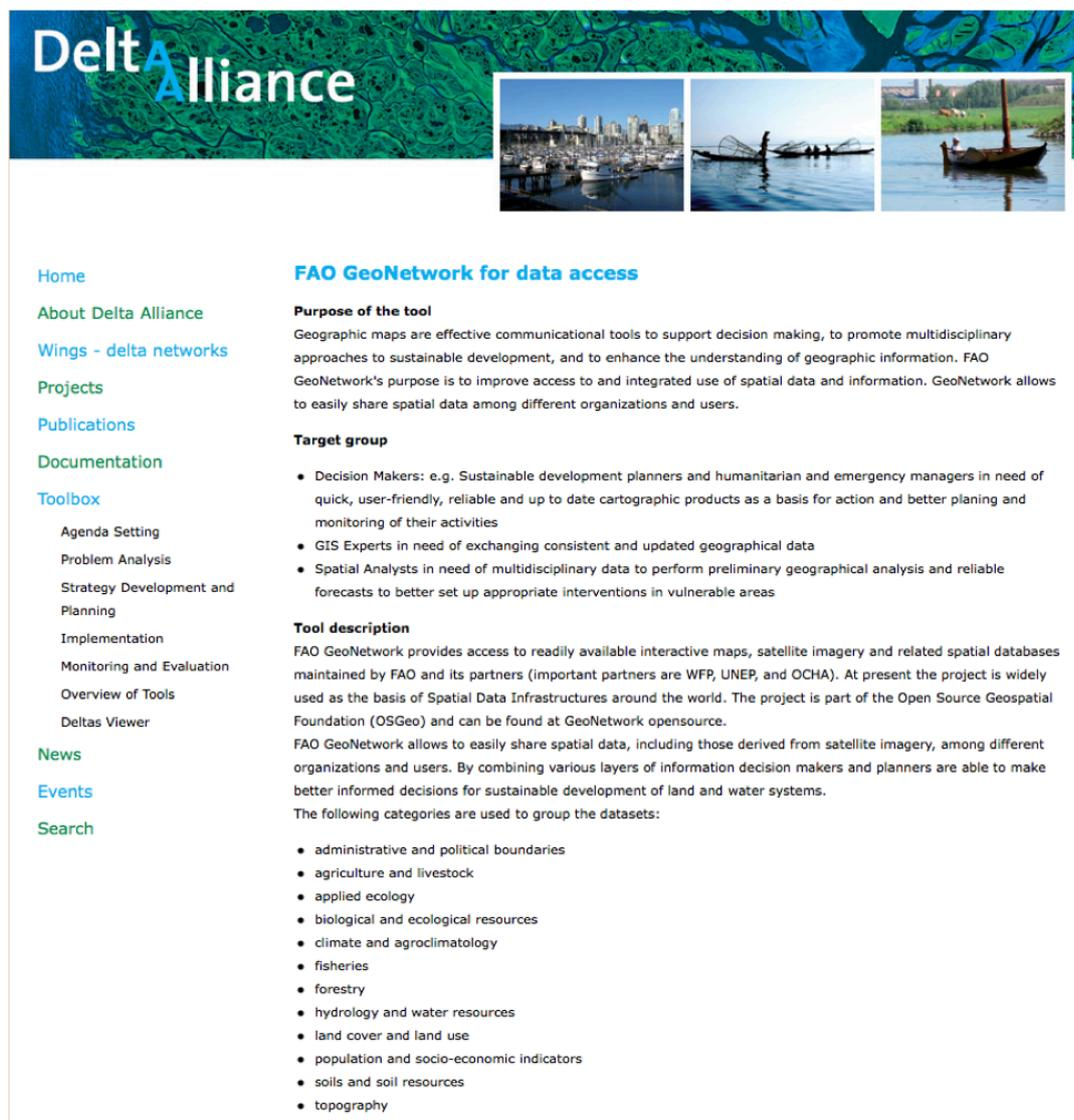 Delta
Alliance
Home
About Delta Alliance
Wings - delta networks
Projects
Publications
Documentation
Toolbox
Agenda Setting
Problem Analysis
Strategy Development and
Planning
Implementation
Monitoring and Evaluation
Overview of Tools
Deltas Viewer
News
Events
Search
FAO GeoNetwork for data access
Purpose of the tool
Geographic maps are effective communicational tools to support decision making, to promote multidisciplinary
approaches to sustainable development, and to enhance the understanding of geographic information. FAO
GeoNetwork's purpose is to improve access to and integrated use of spatial data and information. GeoNetwork allows
to easily share spatial data among different organizations and users.
Target group
• Decision Makers: e.g. Sustainable development planners and humanitarian and emergency managers in need of
quick, user-friendly, reliable and up to date cartographic products as a basis for action and better planing and
monitoring of their activities
• GIS Experts in need of exchanging consistent and updated geographical data
• Spatial Analysts in need of multidisciplinary data to perform preliminary geographical analysis and reliable
forecasts to better set up appropriate interventions in vulnerable areas
Tool description
FAO GeoNetwork provides access to readily available interactive maps, satellite imagery and related spatial databases
maintained by FAO and its partners (important partners are WFP, UNEP, and OCHA). At present the project is widely
used as the basis of Spatial Data Infrastructures around the world. The project is part of the Open Source Geospatial
Foundation (OSGeo) and can be found at GeoNetwork opensource.
FAO GeoNetwork allows to easily share spatial data, including those derived from satellite imagery, among different
organizations and users. By combining various layers of information decision makers and planners are able to make
better informed decisions for sustainable development of land and water systems.
The following categories are used to group the datasets:
• administrative and political boundaries
• agriculture and livestock
• applied ecology
• biological and ecological resources
• climate and agroclimatology
• fisheries
• forestry
• hydrology and water resources
• land cover and land use
• population and socio-economic indicators
• soils and soil resources
• topography